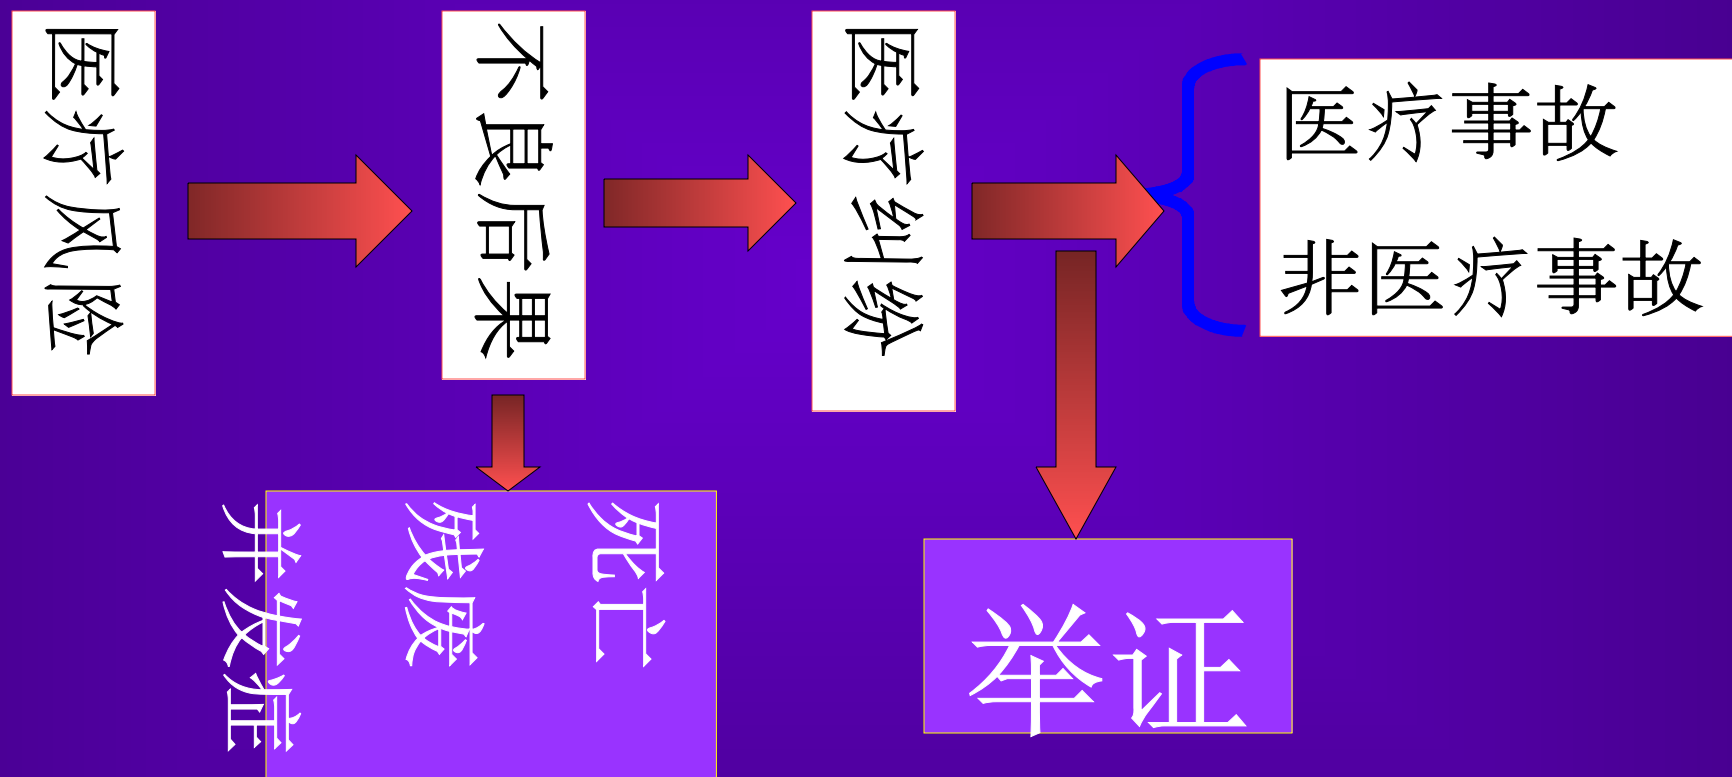 医疗风险
不良后果
医疗纠纷
医疗事故
非医疗事故
死亡
残废
并发症
举证